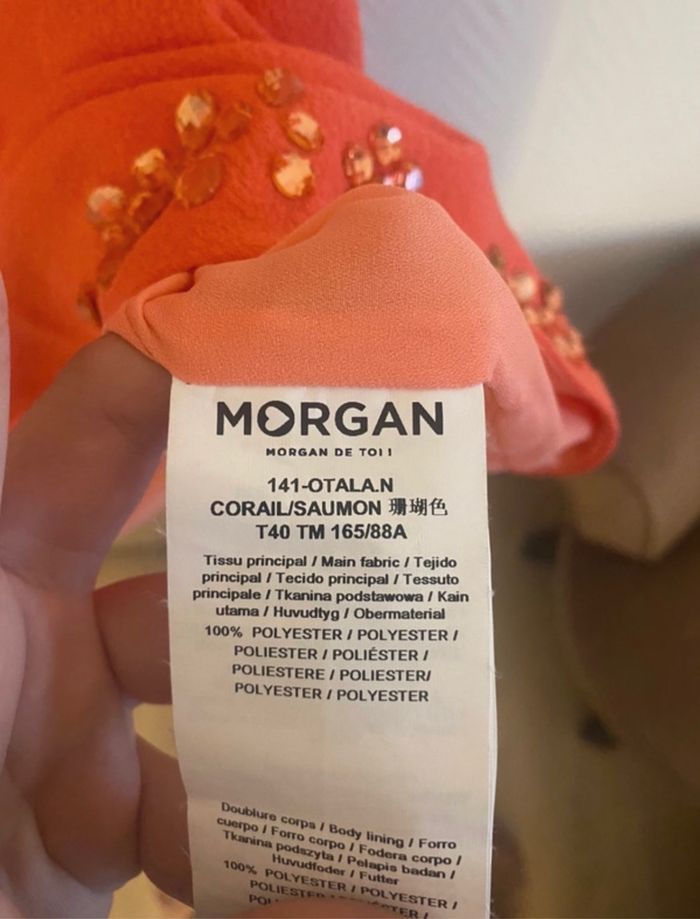 MORGAN
MORGAN DE TOI !
141-OTALA.N
CORAIL/SAUMON 珊瑚色
T40 TM 165/88A
Tissu principal / Main fabric / Tejido
principal / Tecido principal / Tessuto
principale / Tkanina podstawowa / Kain
utama / Huvudtyg / Obermaterial
100% POLYESTER / POLYESTER /
POLIESTER / POLIÉSTER /
POLIESTERE / POLIESTER/
POLYESTER / POLYESTER
Doublure corps / Body lining / Forro
cuerpo / Forro corpo / Fodera corpo /
Tkanina podszyta / Pelapis badan /
Huvudfoder / Futter
100% POLYESTER / POLYESTER /